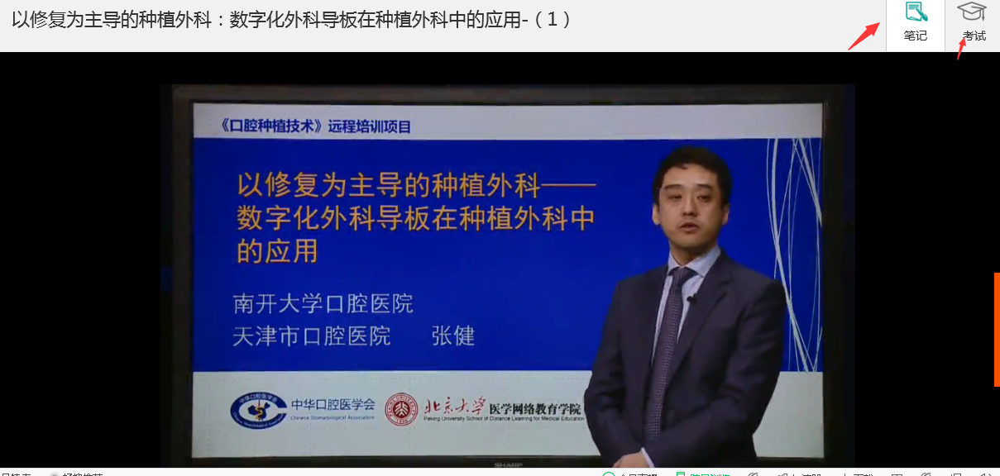 以修复为主导的种植外科：数字化外科导板在种植外科中的应用-（1）
笔记
考试
《口腔种植技术》远程培训项目
以修复为主导的种植外科——
数字化外科导板在种植外科中
的应用
南开大学口腔医院
天津市口腔医院 张健
中华口腔医学会
Chinese Stomatological Association
北京大学 医学网络教育学院
Peking University School of Distance Learning for Medical Education
SHARP